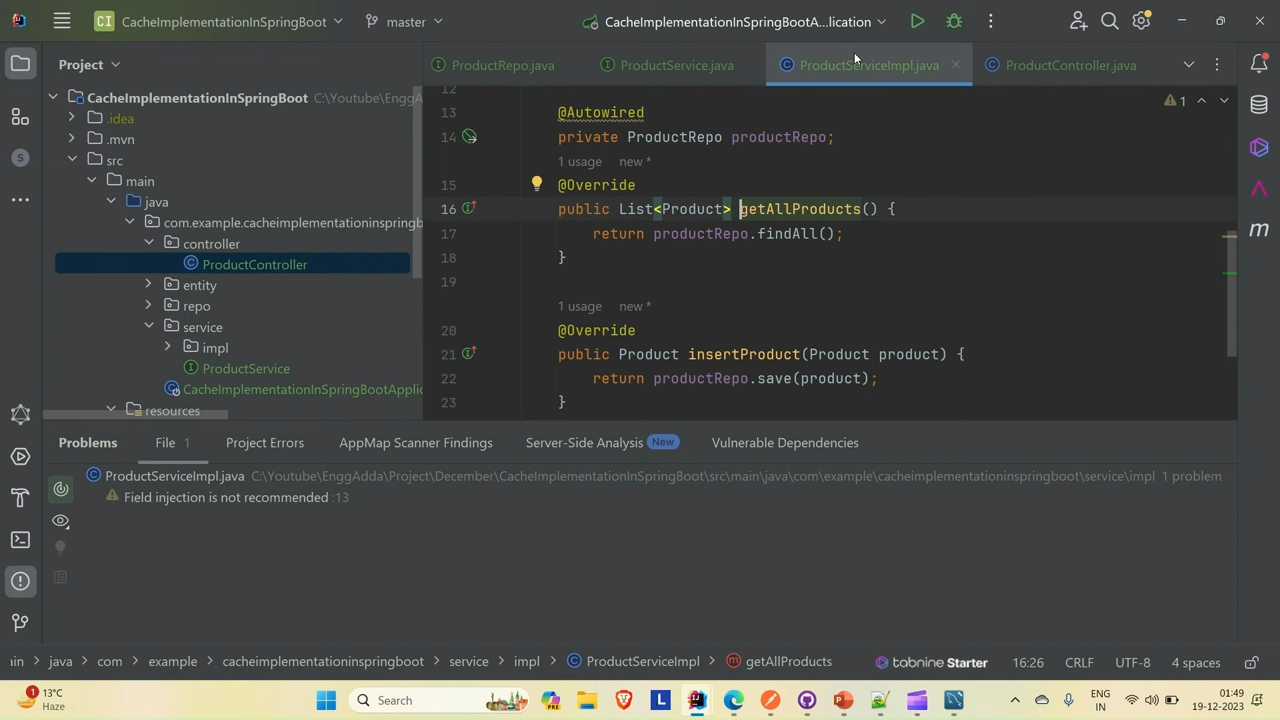 CI CacheImplementationInSpringBoot master CacheImplementationInSpringBootA...lication
Project
ProductRepo.java ProductService.java ProductServiceImpl.java ProductController.java
CacheImplementationInSpringBoot C:\Youtube\EnggA
.idea
.mvn
src
main
java
com.example.cacheimplementationinspringb
controller
ProductController
entity
repo
service
impl
ProductService
CacheImplementationInSpringBootApplic
resources
12
13 @Autowired
14 private ProductRepo productRepo;
1 usage new *
15 @Override
16 public List<Product> getAllProducts() {
17 return productRepo.findAll();
18 }
19
1 usage new *
20 @Override
21 public Product insertProduct(Product product) {
22 return productRepo.save(product);
23 }
1
Problems File 1 Project Errors AppMap Scanner Findings Server-Side Analysis New Vulnerable Dependencies
ProductServiceImpl.java C:\Youtube\EnggAdda\Project\December\CacheImplementationInSpringBoot\src\main\java\com\example\cacheimplementationinspringboot\service\impl 1 problem
Field injection is not recommended :13
in > java > com > example > cacheimplementationinspringboot > service > impl > ProductServiceImpl > getAllProducts tabnine Starter 16:26 CRLF UTF-8 4 spaces
1 13°C
Haze
Search
PRE
L
ENG
IN
01:49
19-12-2023